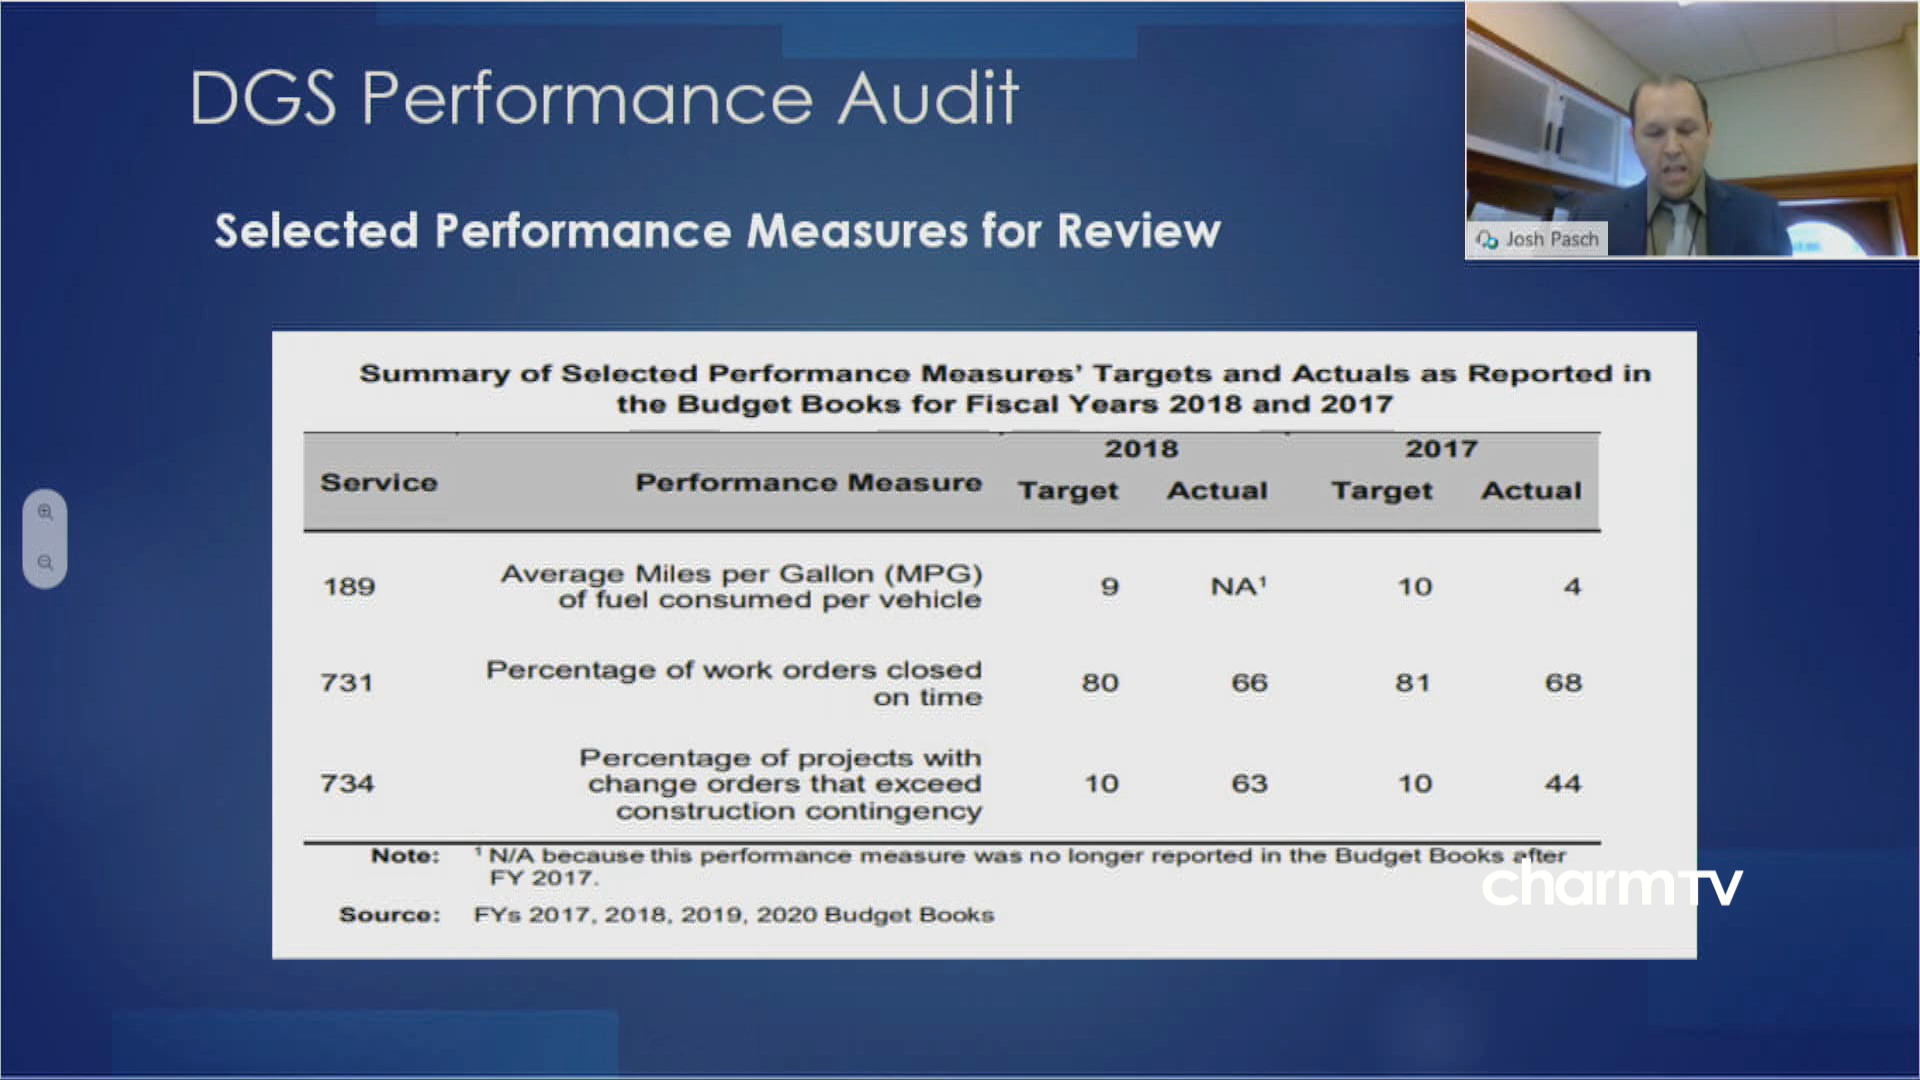 DGS Performance Audit
Josh Pasch
Selected Performance Measures for Review
Summary of Selected Performance Measures' Targets and Actuals as Reported in
the Budget Books for Fiscal Years 2018 and 2017
2018 2017
Service Performance Measure Target Actual Target Actual
Average Miles per Gallon (MPG)
189 9 NA¹ 10 4
of fuel consumed per vehicle
Percentage of work orders closed
731 80 66 81 68
on time
Percentage of projects with
734 change orders that exceed 10 63 10 44
construction contingency
Note: ¹ N/A because this performance measure was no longer reported in the Budget Books after
FY 2017.
charmTV
Source: FYs 2017, 2018, 2019, 2020 Budget Books